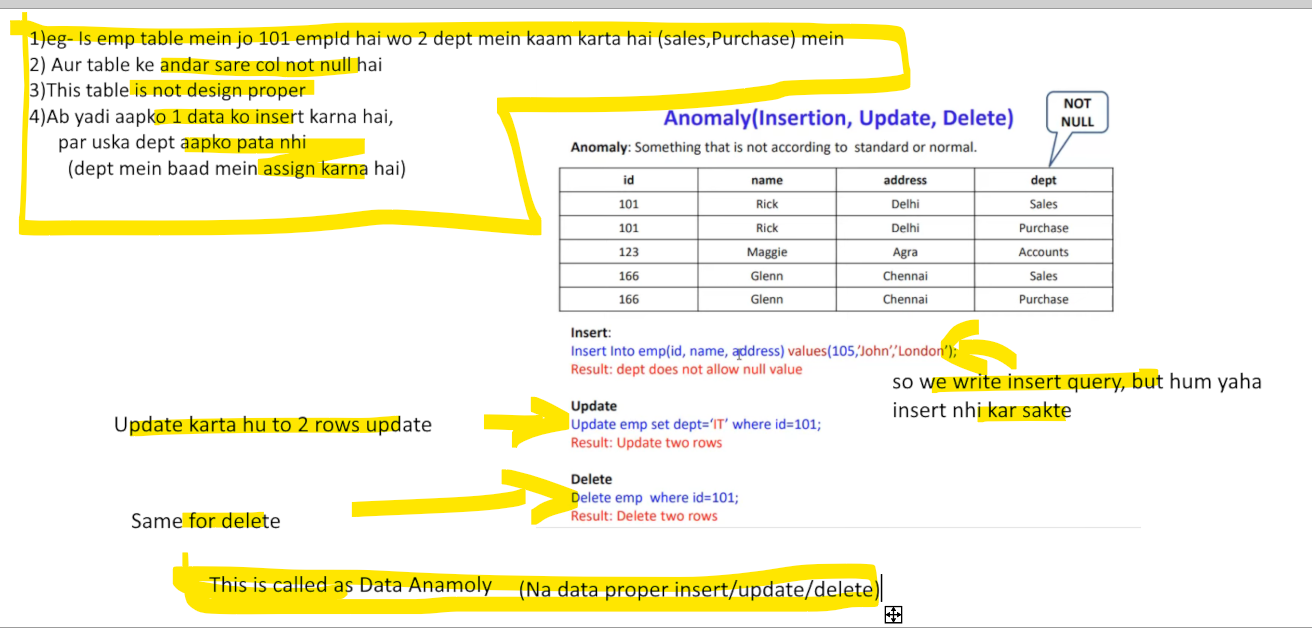 1)eg- Is emp table mein jo 101 empId hai wo 2 dept mein kaam karta hai (sales,Purchase) mein
2) Aur table ke andar sare col not null hai
3)This table is not design proper
4)Ab yadi aapko 1 data ko insert karna hai,
par uska dept aapko pata nhi
(dept mein baad mein assign karna hai)
Anomaly(Insertion, Update, Delete)
NOT
NULL
Anomaly: Something that is not according to standard or normal.
id name address dept
101 Rick Delhi Sales
101 Rick Delhi Purchase
123 Maggie Agra Accounts
166 Glenn Chennai Sales
166 Glenn Chennai Purchase
Insert:
Insert Into emp(id, name, address) values(105,'John','London');
Result: dept does not allow null value
so we write insert query, but hum yaha
insert nhi kar sakte
Update
Update emp set dept='IT' where id=101;
Result: Update two rows
Update karta hu to 2 rows update
Delete
Delete emp where id=101;
Result: Delete two rows
Same for delete
This is called as Data Anamoly (Na data proper insert/update/delete)